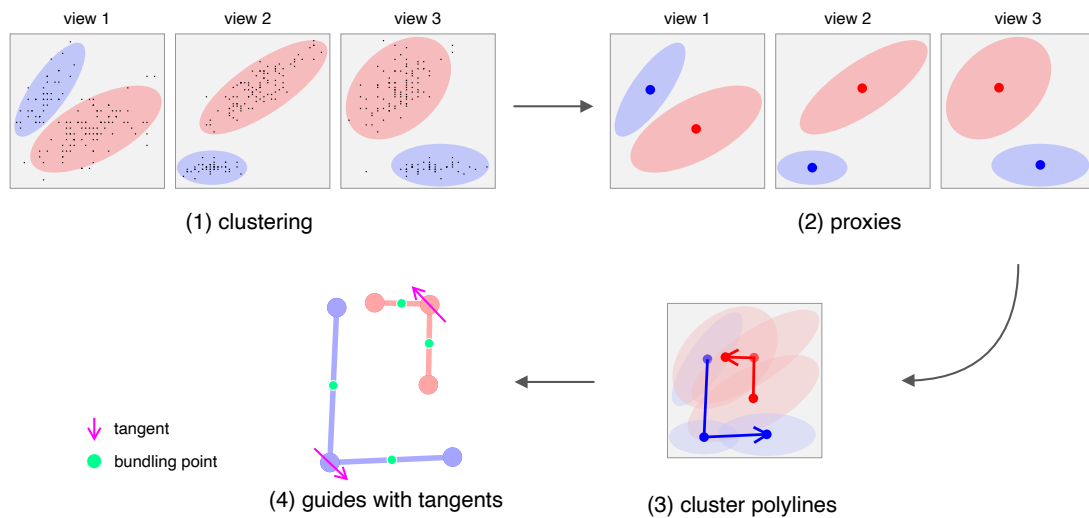 view 1
view 2
view 3
view 1
view 2
view 3
(1) clustering
(2) proxies
tangent
bundling point
(4) guides with tangents
(3) cluster polylines